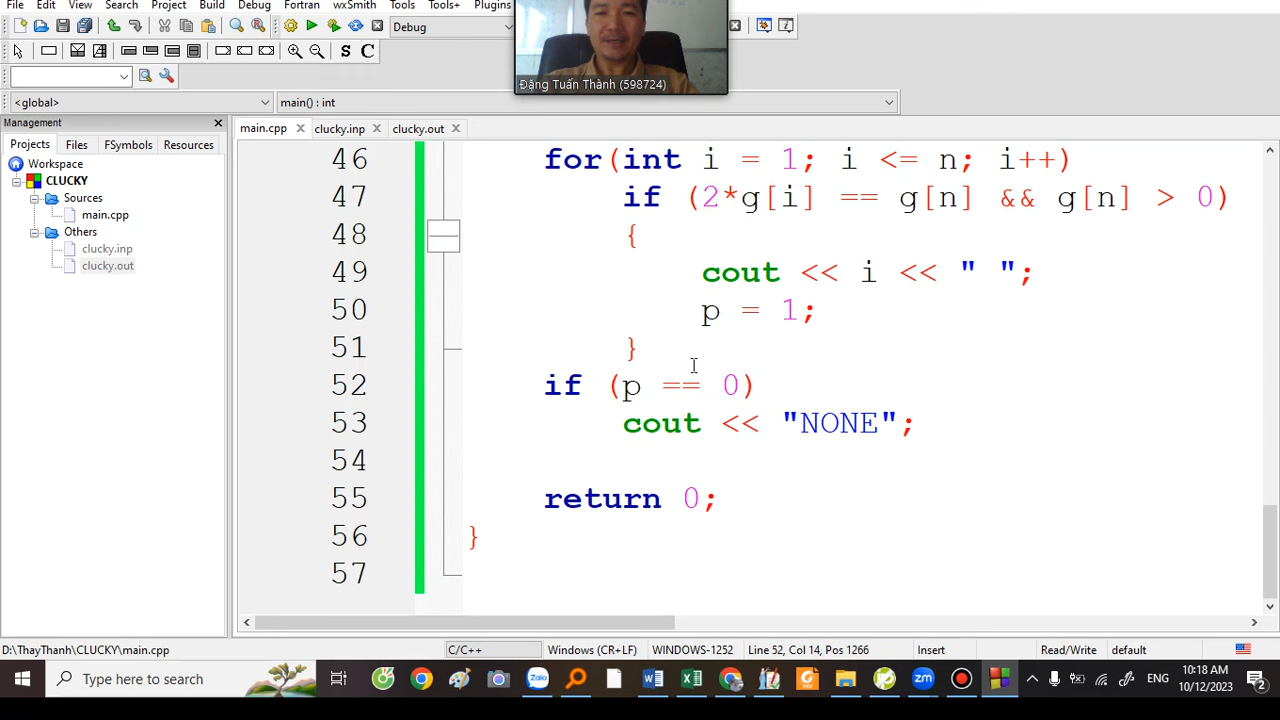 File Edit View Search Project Build Debug Fortran wxSmith Tools Tools+ Plugins
Debug
S C
Đặng Tuấn Thành (598724)
<global> main() : int
Management
Projects Files FSymbols Resources
Workspace
CLUCKY
Sources
main.cpp
Others
clucky.inp
clucky.out
main.cpp clucky.inp clucky.out
46 for(int i = 1; i <= n; i++)
47 if (2*g[i] == g[n] && g[n] > 0)
48 {
49 cout << i << " ";
50 p = 1;
51 }
52 if (p == 0)
53 cout << "NONE";
54
55 return 0;
56 }
57
D:\ThayThanh\CLUCKY\main.cpp C/C++ Windows (CR+LF) WINDOWS-1252 Line 52, Col 14, Pos 1266 Insert Read/Write default
Type here to search
ENG
10:18 AM
10/12/2023
2